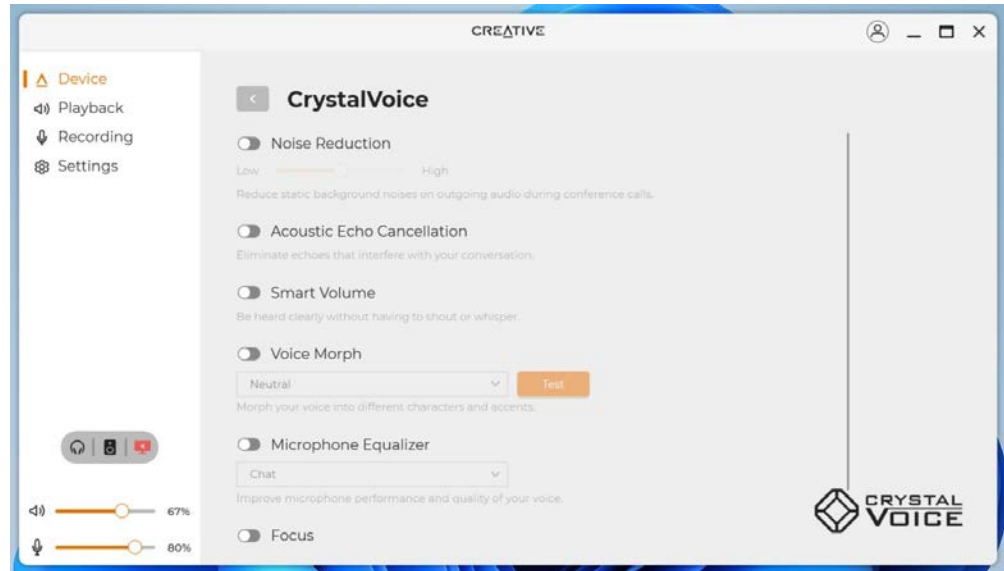 CREATIVE
Device
Playback
Recording
Settings
67%
80%
CrystalVoice
Noise Reduction
Low High
Reduce static background noises on outgoing audio during conference calls.
Acoustic Echo Cancellation
Eliminate echoes that interfere with your conversation.
Smart Volume
Be heard clearly without having to shout or whisper.
Voice Morph
Neutral Test
Morph your voice into different characters and accents.
Microphone Equalizer
Chat
Improve microphone performance and quality of your voice.
Focus
CRYSTAL
VOICE